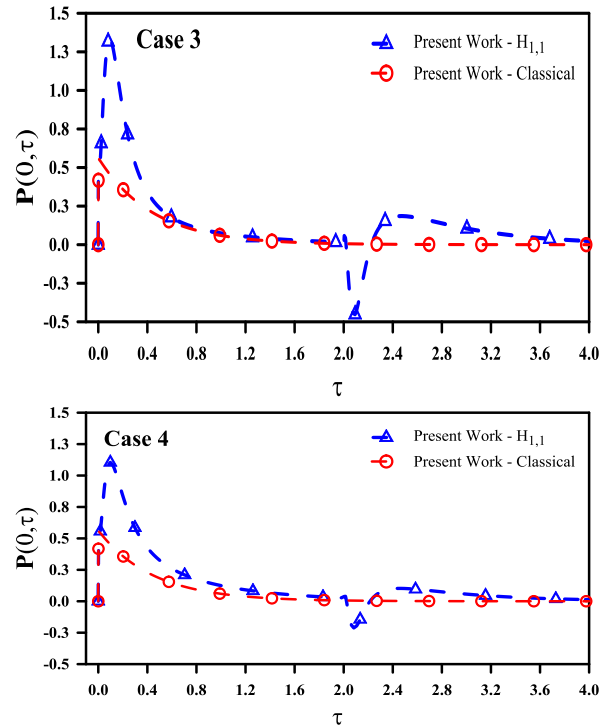 Case 3
Present Work - H1,1
Present Work - Classical
P(0,τ)
1.5
1.3
1.0
0.8
0.5
0.3
0.0
-0.3
-0.5
0.0 0.4 0.8 1.2 1.6 2.0 2.4 2.8 3.2 3.6 4.0
τ
Case 4
Present Work - H1,1
Present Work - Classical
P(0,τ)
1.5
1.3
1.0
0.8
0.5
0.3
0.0
-0.3
-0.5
0.0 0.4 0.8 1.2 1.6 2.0 2.4 2.8 3.2 3.6 4.0
τ